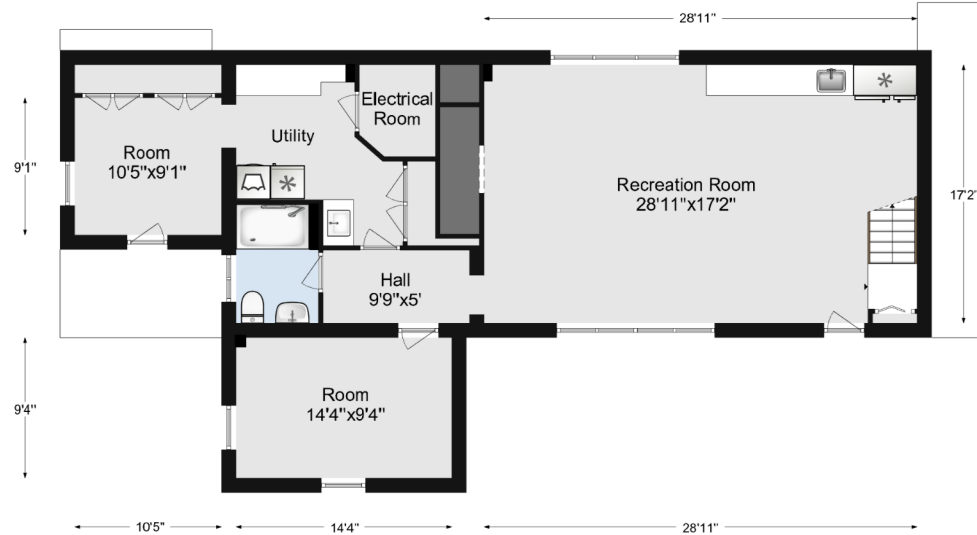 28'11"
Electrical
Room
Utility
9'1"
Room
10'5"x9'1"
Recreation Room
28'11"x17'2"
17'2"
Hall
9'9"x5'
9'4"
Room
14'4"x9'4"
10'5"
14'4"
28'11"